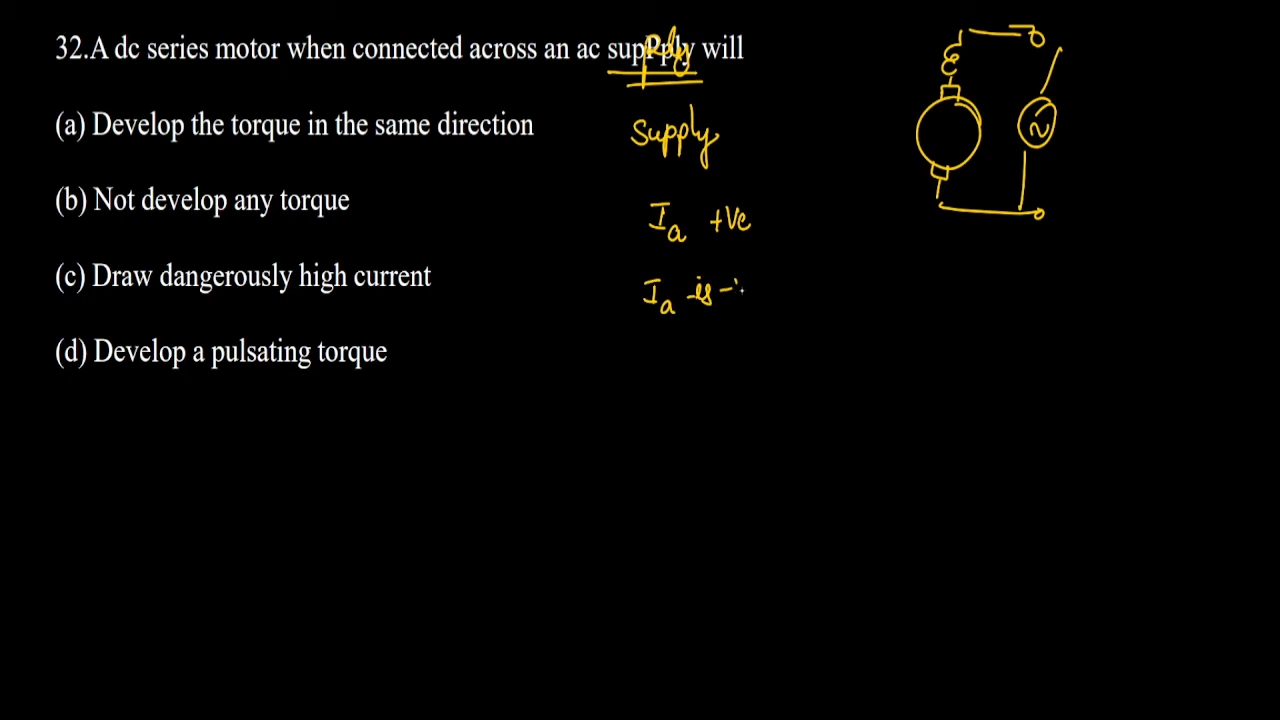 32.A dc series motor when connected across an ac supPply will
(a) Develop the torque in the same direction
supply
(b) Not develop any torque
Ia +ve
(c) Draw dangerously high current
Ia is -
(d) Develop a pulsating torque